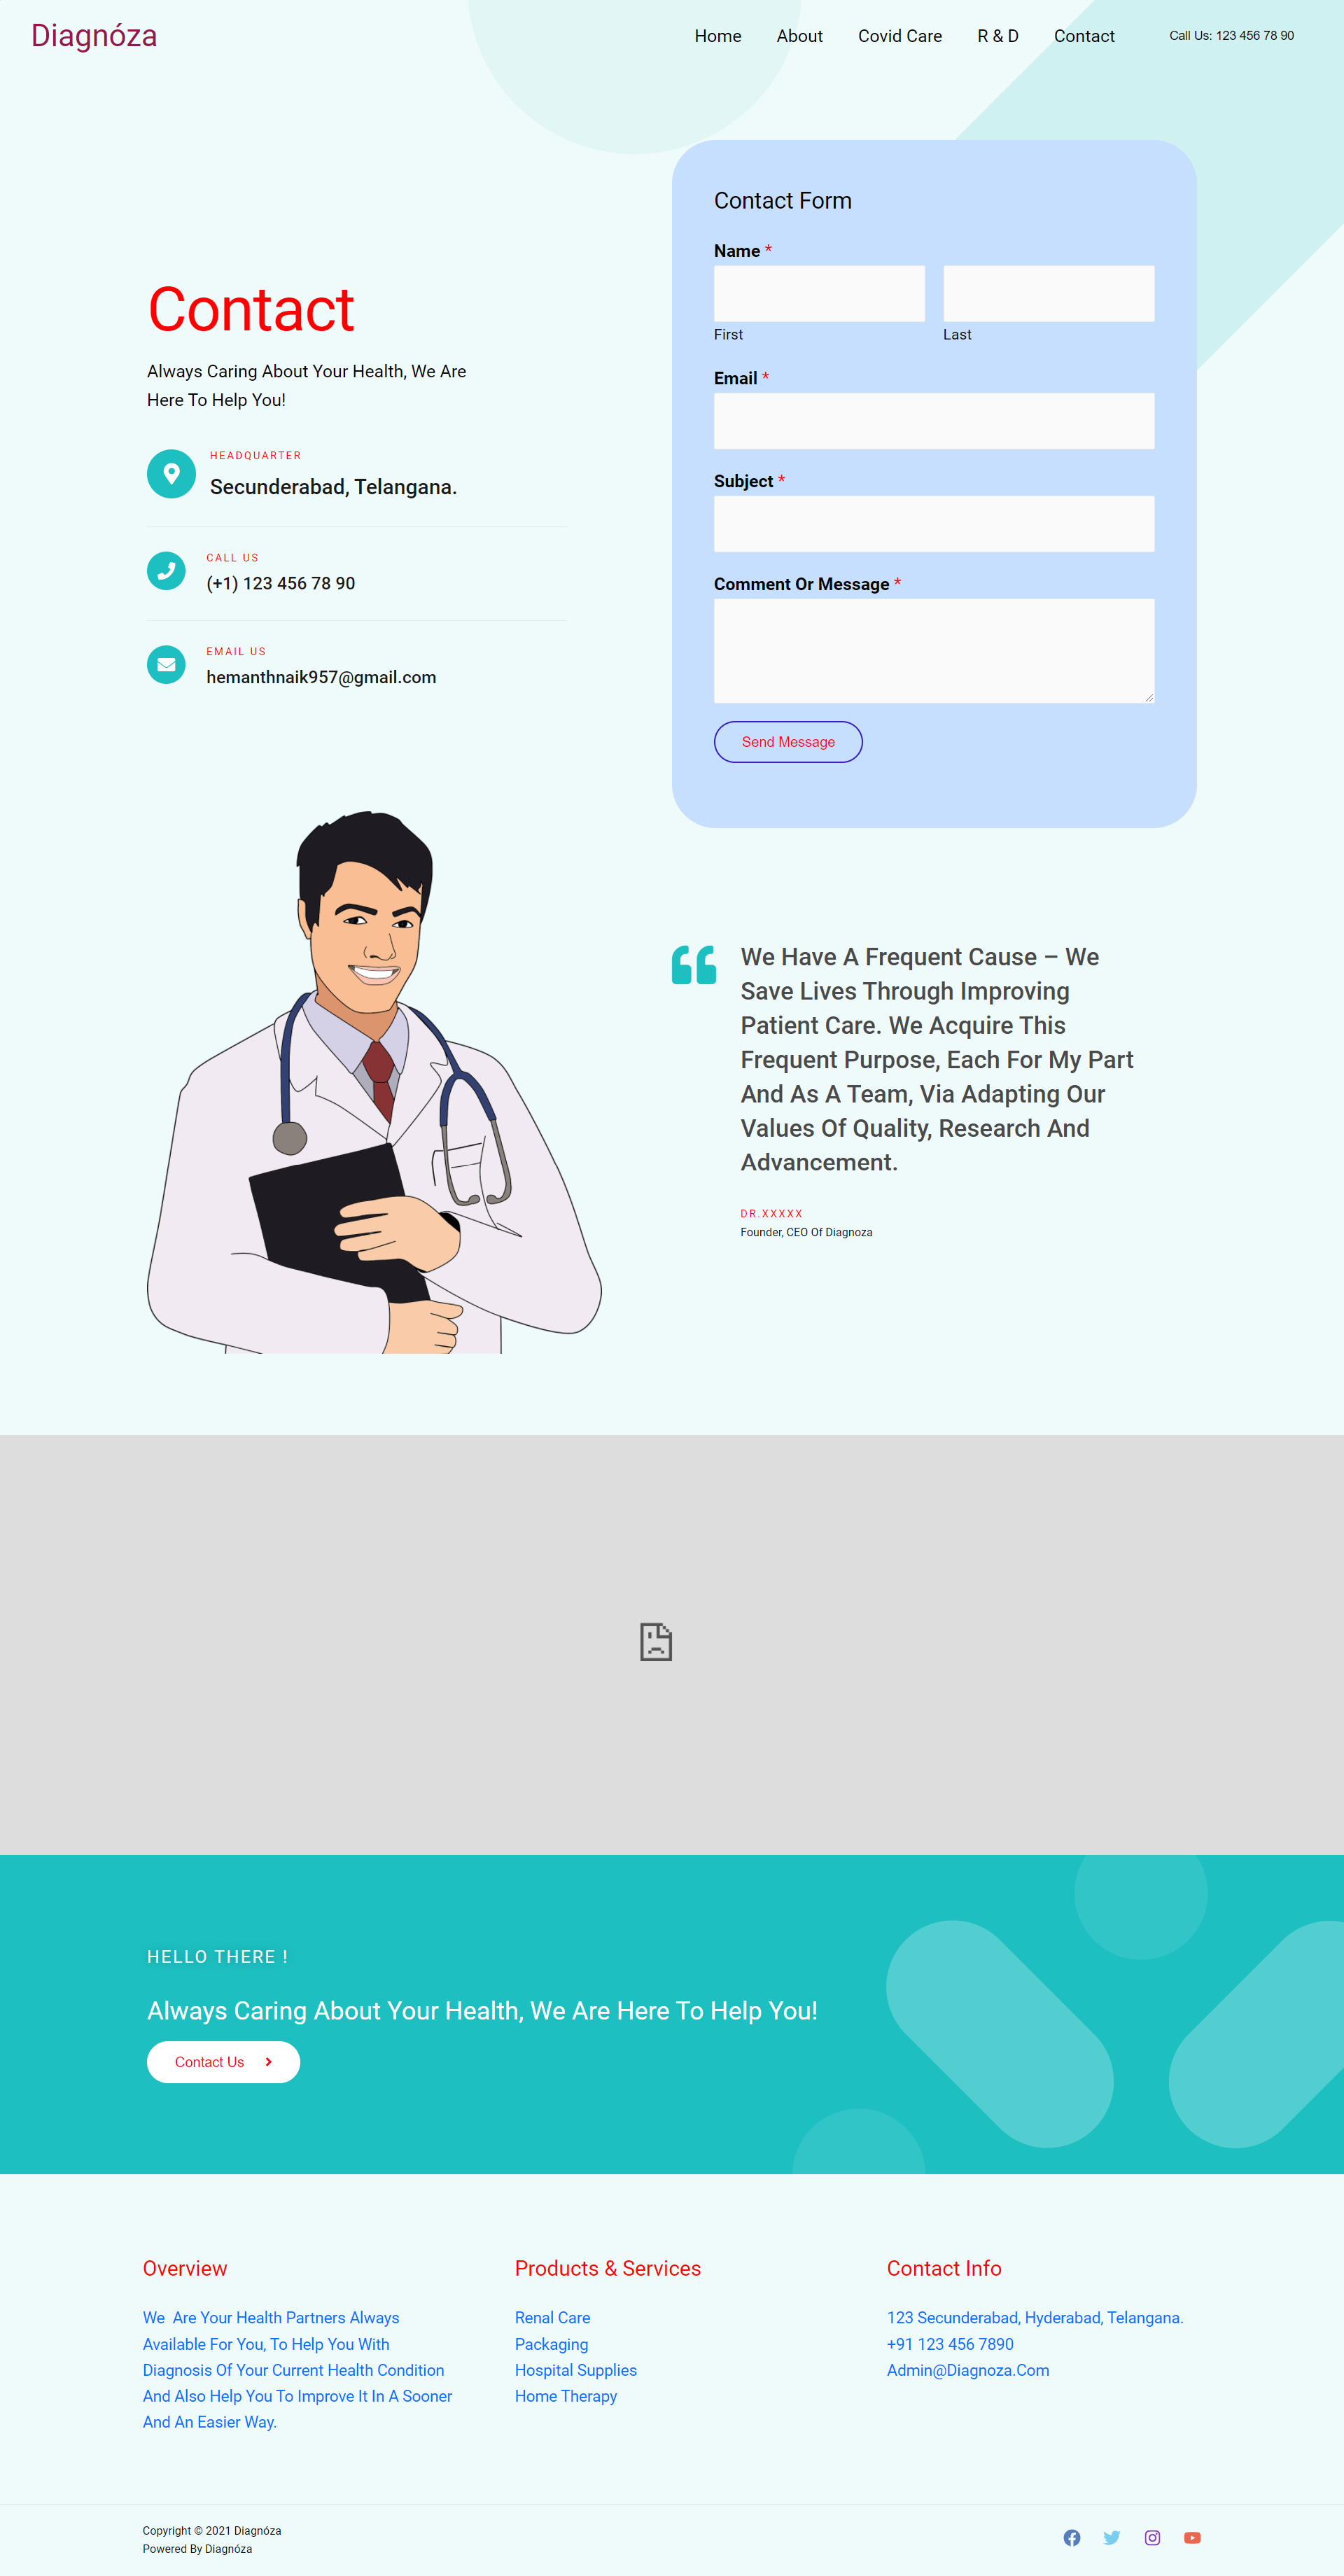 Diagnóza
Home About Covid Care R & D Contact Call Us: 123 456 78 90
Contact
Always Caring About Your Health, We Are
Here To Help You!
HEADQUARTER
Secunderabad, Telangana.
CALL US
(+1) 123 456 78 90
EMAIL US
hemanthnaik957@gmail.com
Contact Form
Name *
First Last
Email *
Subject *
Comment Or Message *
Send Message
We Have A Frequent Cause – We
Save Lives Through Improving
Patient Care. We Acquire This
Frequent Purpose, Each For My Part
And As A Team, Via Adapting Our
Values Of Quality, Research And
Advancement.
DR.XXXXX
Founder, CEO Of Diagnoza
HELLO THERE !
Always Caring About Your Health, We Are Here To Help You!
Contact Us
Overview
We Are Your Health Partners Always
Available For You, To Help You With
Diagnosis Of Your Current Health Condition
And Also Help You To Improve It In A Sooner
And An Easier Way.
Products & Services
Renal Care
Packaging
Hospital Supplies
Home Therapy
Contact Info
123 Secunderabad, Hyderabad, Telangana.
+91 123 456 7890
Admin@Diagnoza.Com
Copyright © 2021 Diagnóza
Powered By Diagnóza